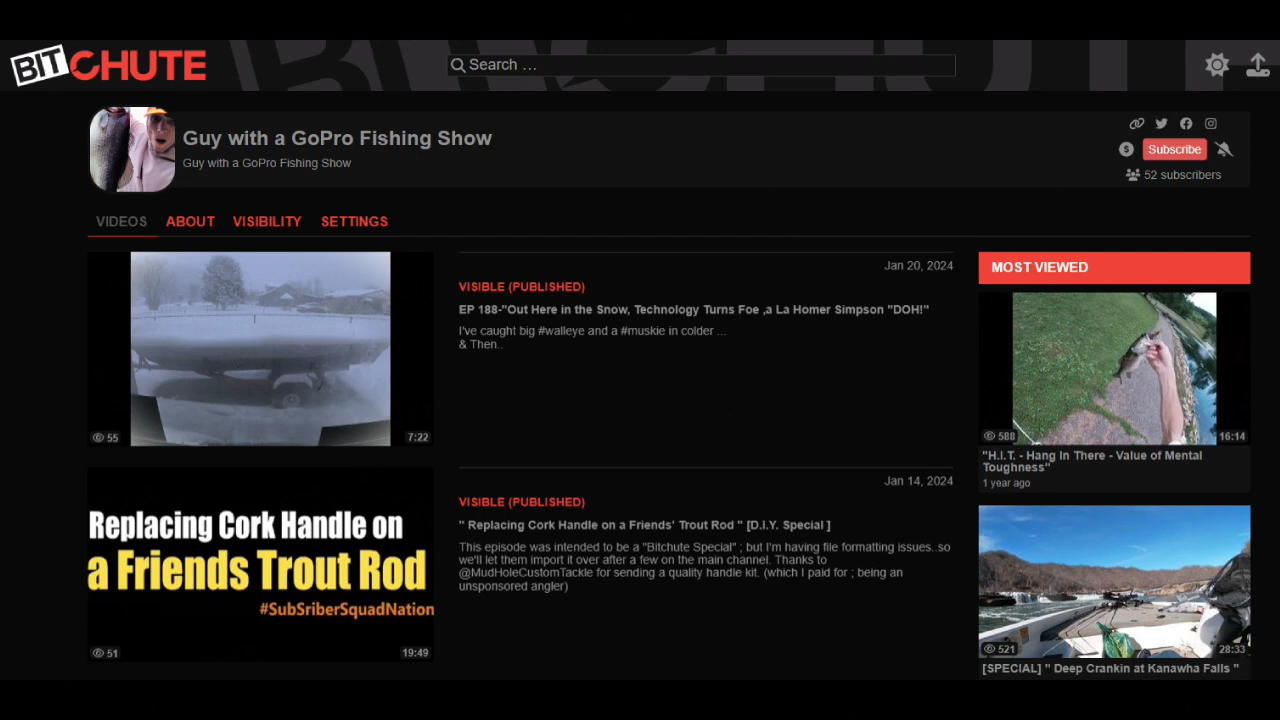 BITCHUTE
Search …
Guy with a GoPro Fishing Show
Guy with a GoPro Fishing Show
Subscribe
52 subscribers
VIDEOS ABOUT VISIBILITY SETTINGS
55
7:22
Jan 20, 2024
VISIBLE (PUBLISHED)
EP 188-"Out Here in the Snow, Technology Turns Foe ,a La Homer Simpson "DOH!"
I've caught big #walleye and a #muskie in colder ...
& Then..
Replacing Cork Handle on
a Friends Trout Rod
#SubSriberSquadNation
51
19:49
Jan 14, 2024
VISIBLE (PUBLISHED)
" Replacing Cork Handle on a Friends' Trout Rod " [D.I.Y. Special ]
This episode was intended to be a "Bitchute Special" ; but I'm having file formatting issues..so
we'll let them import it over after a few on the main channel. Thanks to
@MudHoleCustomTackle for sending a quality handle kit. (which I paid for ; being an
unsponsored angler)
MOST VIEWED
588
16:14
"H.I.T. - Hang In There - Value of Mental
Toughness"
1 year ago
521
28:33
[SPECIAL] " Deep Crankin at Kanawha Falls "